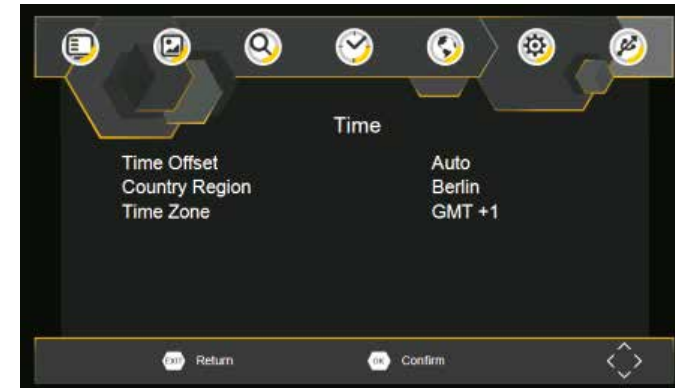 Time
Time Offset Auto
Country Region Berlin
Time Zone GMT +1
EXIT Return OK Confirm